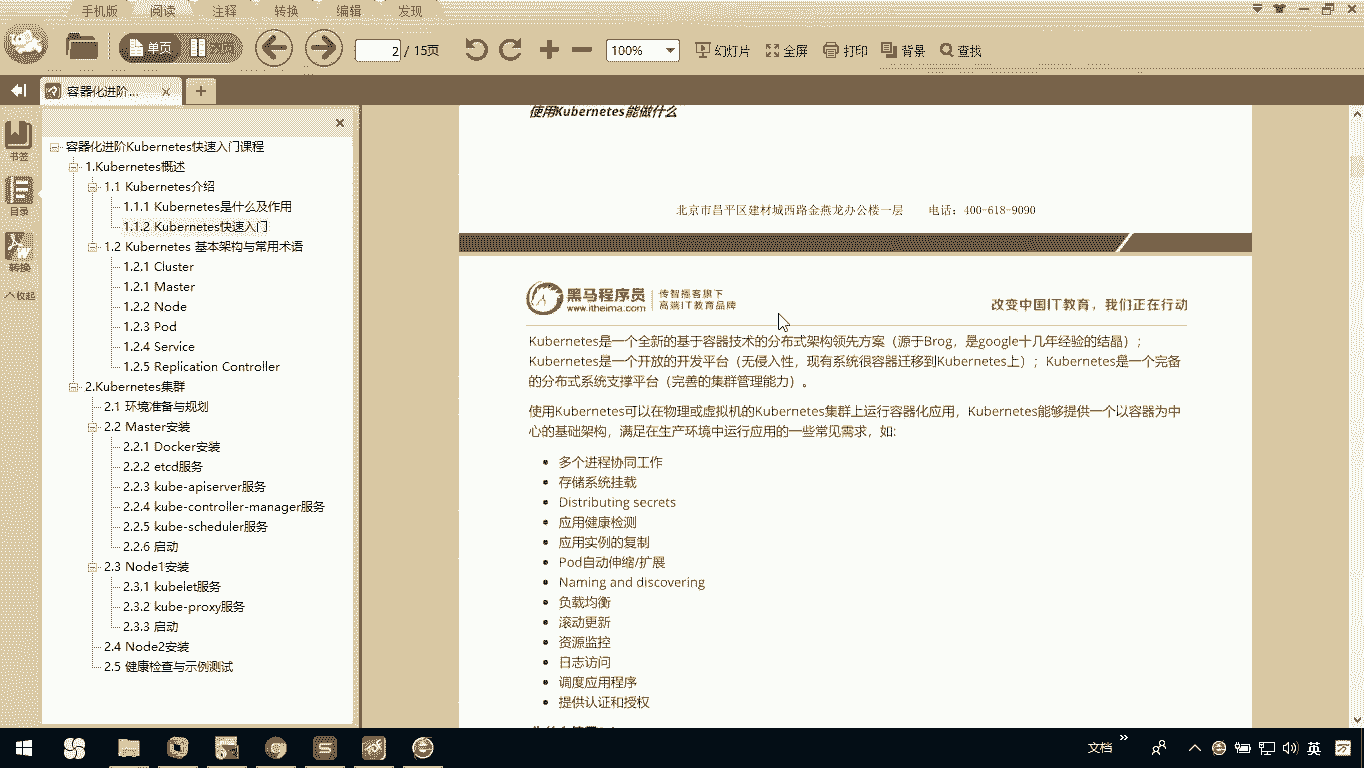 手机版 阅读 注释 转换 编辑 发现
单页 双页 2 / 15页 100% 幻灯片 全屏 打印 背景 查找
容器化进阶...
书签
目录
转换
收起
容器化进阶Kubernetes快速入门课程
1.Kubernetes概述
1.1 Kubernetes介绍
1.1.1 Kubernetes是什么及作用
1.1.2 Kubernetes快速入门
1.2 Kubernetes 基本架构与常用术语
1.2.1 Cluster
1.2.1 Master
1.2.2 Node
1.2.3 Pod
1.2.4 Service
1.2.5 Replication Controller
2.Kubernetes集群
2.1 环境准备与规划
2.2 Master安装
2.2.1 Docker安装
2.2.2 etcd服务
2.2.3 kube-apiserver服务
2.2.4 kube-controller-manager服务
2.2.5 kube-scheduler服务
2.2.6 启动
2.3 Node1安装
2.3.1 kubelet服务
2.3.2 kube-proxy服务
2.3.3 启动
2.4 Node2安装
2.5 健康检查与示例测试
使用Kubernetes能做什么
北京市昌平区建材城西路金燕龙办公楼一层 电话：400-618-9090
黑马程序员
www.itheima.com
传智播客旗下
高端IT教育品牌
改变中国IT教育，我们正在行动
Kubernetes是一个全新的基于容器技术的分布式架构领先方案（源于Brog，是google十几年经验的结晶）；
Kubernetes是一个开放的开发平台（无侵入性，现有系统很容器迁移到Kubernetes上）；Kubernetes是一个完备
的分布式系统支撑平台（完善的集群管理能力）。
使用Kubernetes可以在物理或虚拟机的Kubernetes集群上运行容器化应用，Kubernetes能够提供一个以容器为中
心的基础架构，满足在生产环境中运行应用的一些常见需求，如:
多个进程协同工作
存储系统挂载
Distributing secrets
应用健康检测
应用实例的复制
Pod自动伸缩/扩展
Naming and discovering
负载均衡
滚动更新
资源监控
日志访问
调度应用程序
提供认证和授权
文档 英